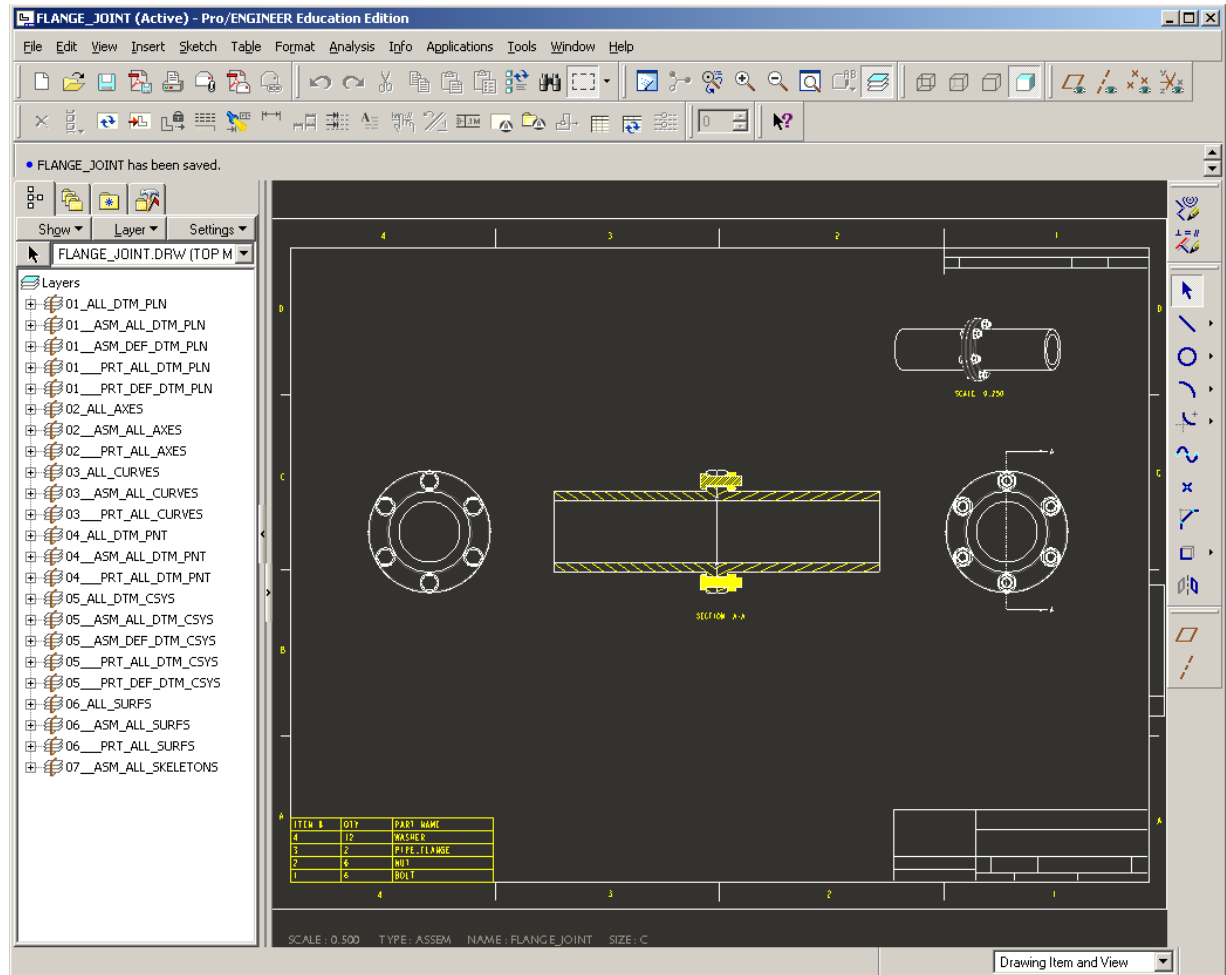 FLANGE_JOINT (Active) - Pro/ENGINEER Education Edition
File Edit View Insert Sketch Table Format Analysis Info Applications Tools Window Help
0
FLANGE_JOINT has been saved.
Show Layer Settings
FLANGE_JOINT.DRW (TOP M
Layers
01_ALL_DTM_PLN
01__ASM_ALL_DTM_PLN
01__ASM_DEF_DTM_PLN
01___PRT_ALL_DTM_PLN
01___PRT_DEF_DTM_PLN
02_ALL_AXES
02__ASM_ALL_AXES
02___PRT_ALL_AXES
03_ALL_CURVES
03__ASM_ALL_CURVES
03___PRT_ALL_CURVES
04_ALL_DTM_PNT
04__ASM_ALL_DTM_PNT
04___PRT_ALL_DTM_PNT
05_ALL_DTM_CSYS
05__ASM_ALL_DTM_CSYS
05__ASM_DEF_DTM_CSYS
05___PRT_ALL_DTM_CSYS
05___PRT_DEF_DTM_CSYS
06_ALL_SURFS
06__ASM_ALL_SURFS
06___PRT_ALL_SURFS
07__ASM_ALL_SKELETONS
4 3 2 1
D D
SCALE 0.250
A
C C
A
SECTION A-A
B
A A
ITEM # QTY PART NAME
4 12 WASHER
3 2 PIPE_FLANGE
2 6 NUT
1 6 BOLT
4 3 2 1
SCALE : 0.500 TYPE : ASSEM NAME : FLANGE_JOINT SIZE : C
Drawing Item and View